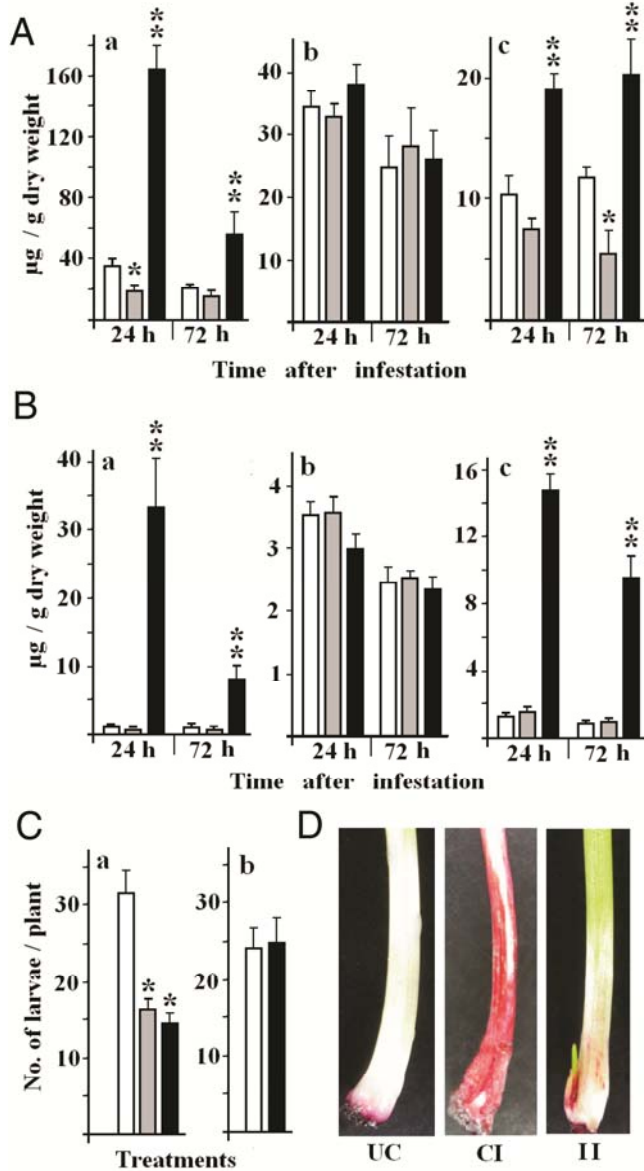 A
a
b
c
µg / g dry weight
160
120
80
40
40
30
20
10
20
10
**
*
**
**
*
**
24 h 72 h
24 h 72 h
24 h 72 h
Time after infestation
B
a
b
c
µg / g dry weight
40
30
20
10
4
3
2
1
16
12
8
4
**
**
**
**
24 h 72 h
24 h 72 h
24 h 72 h
Time after infestation
C
a
b
No. of larvae / plant
30
20
10
30
20
10
*
*
Treatments
D
UC CI II